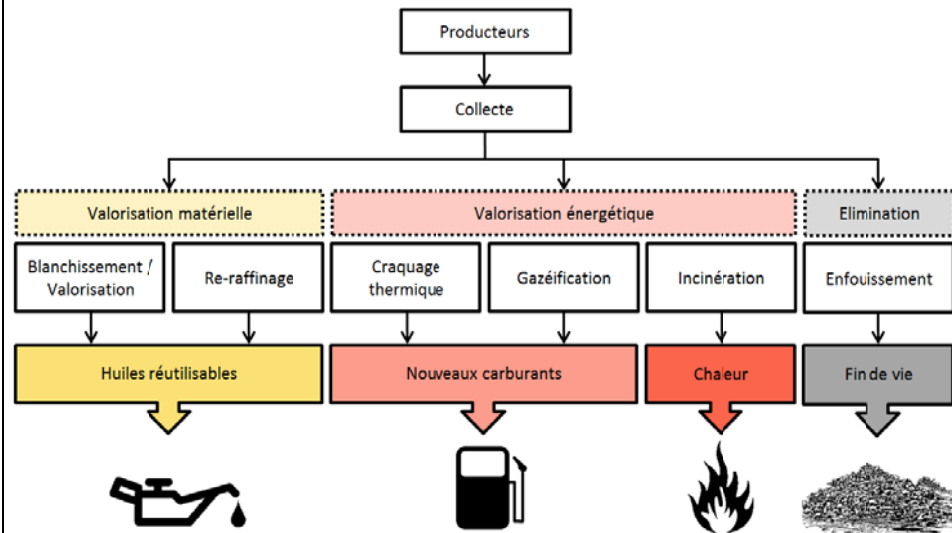 Producteurs
Collecte
Valorisation matérielle
Valorisation énergétique
Elimination
Blanchissement /
Valorisation
Re-raffinage
Craquage
thermique
Gazéification
Incinération
Enfouissement
Huiles réutilisables
Nouveaux carburants
Chaleur
Fin de vie